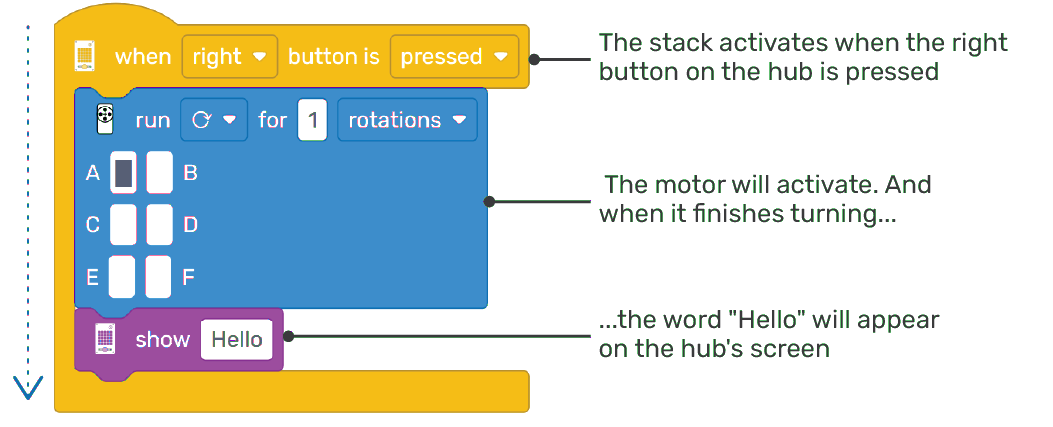 when right button is pressed
The stack activates when the right
button on the hub is pressed
run for 1 rotations
A B
The motor will activate. And
when it finishes turning...
C D
E F
show Hello
...the word "Hello" will appear
on the hub's screen